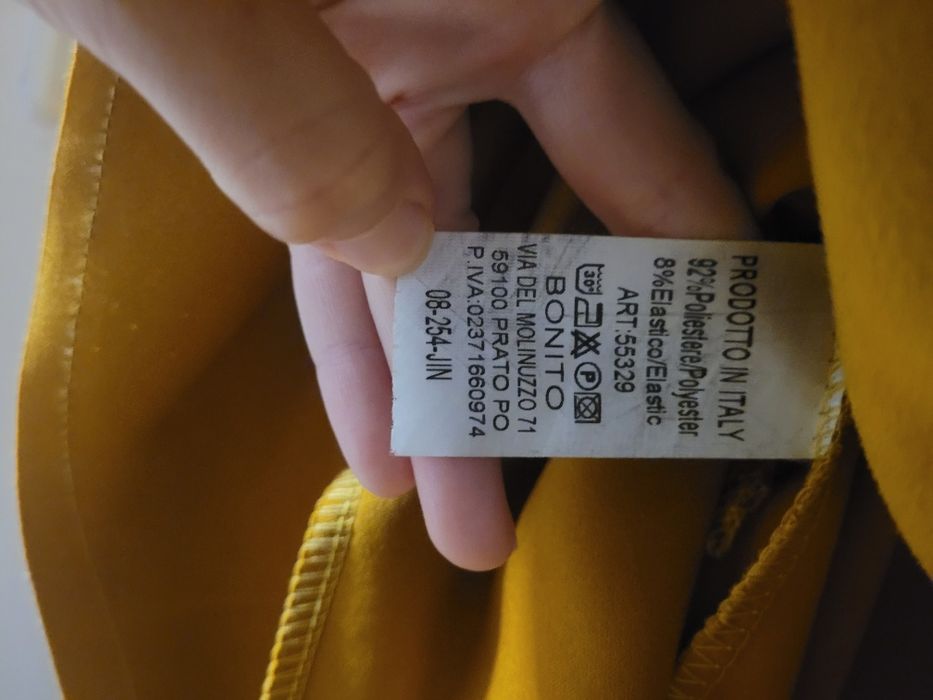 PRODOTTO IN ITALY
92%Poliestere/Polyester
8%Elastico/Elastic
ART:55329
30° P
BONITO
VIA DEL MOLINUZZO 71
59100 PRATO PO
P.IVA:02371660974
08-254-JIN